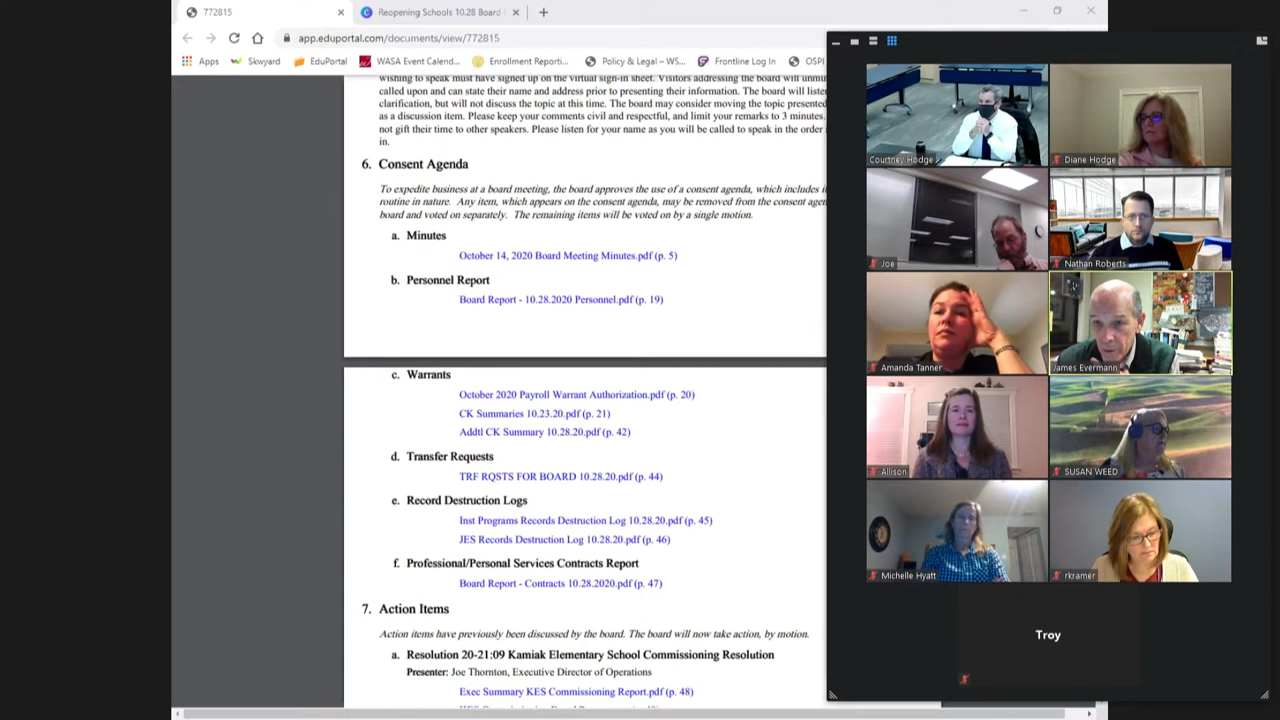 772815
Reopening Schools 10.28 Board
app.eduportal.com/documents/view/772815
Apps
Skyward
EduPortal
WASA Event Calend...
Enrollment Reporti...
Policy & Legal – WS...
Frontline Log In
OSPI
wishing to speak must have signed up on the virtual sign-in sheet. Visitors addressing the board will unmu
called upon and can state their name and address prior to presenting their information. The board will liste
clarification, but will not discuss the topic at this time. The board may consider moving the topic presented
as a discussion item. Please keep your comments civil and respectful, and limit your remarks to 3 minutes.
not gift their time to other speakers. Please listen for your name as you will be called to speak in the order
in.
6. Consent Agenda
To expedite business at a board meeting, the board approves the use of a consent agenda, which includes i
routine in nature. Any item, which appears on the consent agenda, may be removed from the consent agen
board and voted on separately. The remaining items will be voted on by a single motion.
a. Minutes
October 14, 2020 Board Meeting Minutes.pdf (p. 5)
b. Personnel Report
Board Report - 10.28.2020 Personnel.pdf (p. 19)
c. Warrants
October 2020 Payroll Warrant Authorization.pdf (p. 20)
CK Summaries 10.23.20.pdf (p. 21)
Addtl CK Summary 10.28.20.pdf (p. 42)
d. Transfer Requests
TRF RQSTS FOR BOARD 10.28.20.pdf (p. 44)
e. Record Destruction Logs
Inst Programs Records Destruction Log 10.28.20.pdf (p. 45)
JES Records Destruction Log 10.28.20.pdf (p. 46)
f. Professional/Personal Services Contracts Report
Board Report - Contracts 10.28.2020.pdf (p. 47)
7. Action Items
Action items have previously been discussed by the board. The board will now take action, by motion.
a. Resolution 20-21:09 Kamiak Elementary School Commissioning Resolution
Presenter: Joe Thornton, Executive Director of Operations
Exec Summary KES Commissioning Report.pdf (p. 48)
Courtney Hodge
Diane Hodge
Joe
Nathan Roberts
Amanda Tanner
James Evermann
Allison
SUSAN WEED
Michelle Hyatt
rkramer
Troy